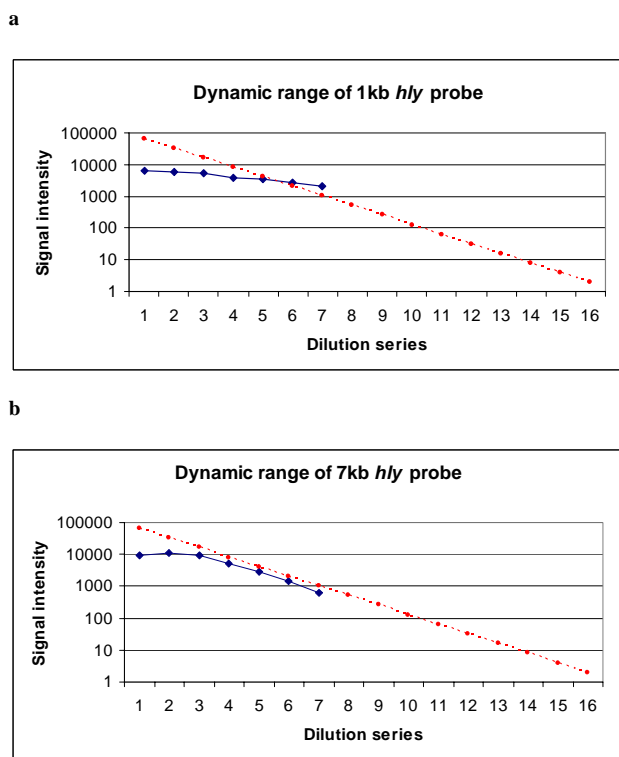 a
Dynamic range of 1kb hly probe
100000
10000
1000
100
10
1
Signal intensity
1 2 3 4 5 6 7 8 9 10 11 12 13 14 15 16
Dilution series
b
Dynamic range of 7kb hly probe
100000
10000
1000
100
10
1
Signal intensity
1 2 3 4 5 6 7 8 9 10 11 12 13 14 15 16
Dilution series